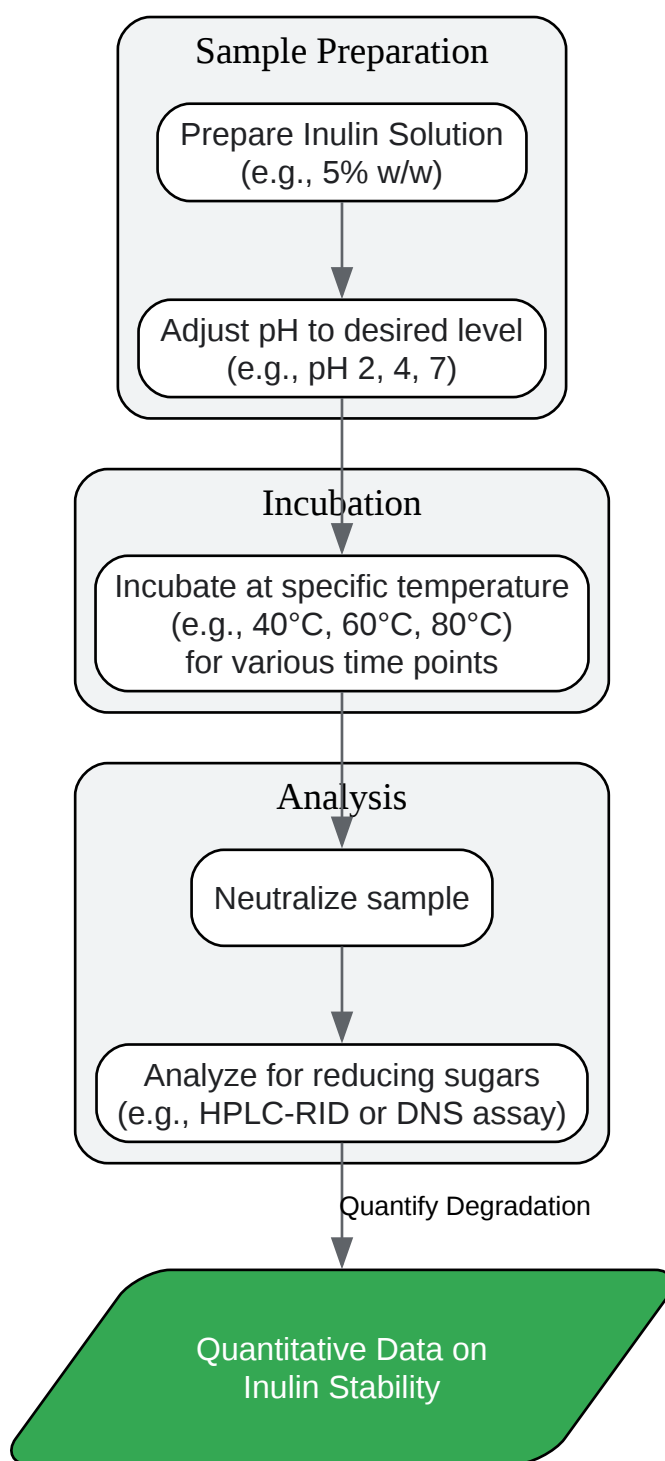 Sample Preparation
Prepare Inulin Solution
(e.g., 5% w/w)
Adjust pH to desired level
(e.g., pH 2, 4, 7)
Incubation
Incubate at specific temperature
(e.g., 40°C, 60°C, 80°C)
for various time points
Analysis
Neutralize sample
Analyze for reducing sugars
(e.g., HPLC-RID or DNS assay)
Quantify Degradation
Quantitative Data on
Inulin Stability